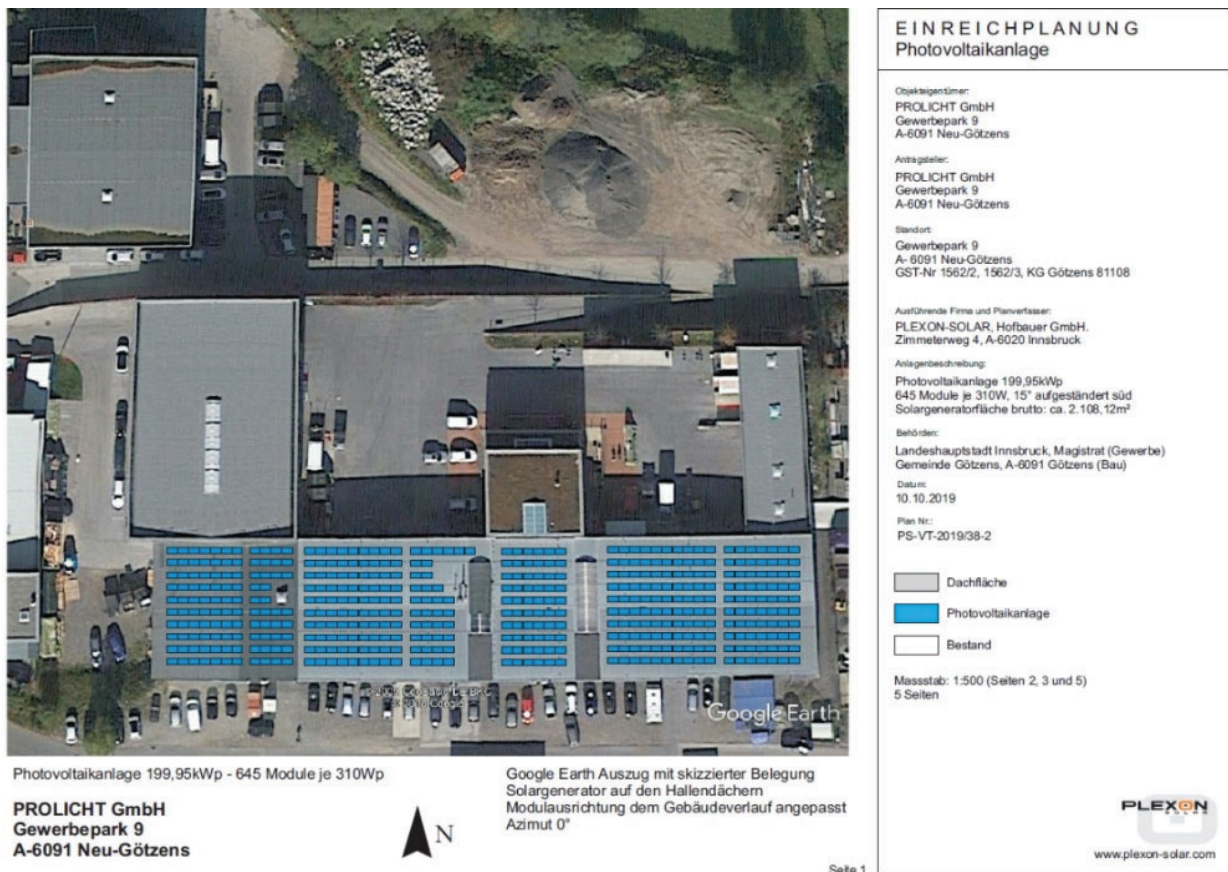 EINREICHPLANUNG
Photovoltaikanlage
Objekteigentümer:
PROLICHT GmbH
Gewerbepark 9
A-6091 Neu-Götzens
Antragsteller:
PROLICHT GmbH
Gewerbepark 9
A-6091 Neu-Götzens
Standort:
Gewerbepark 9
A- 6091 Neu-Götzens
GST-Nr 1562/2, 1562/3, KG Götzens 81108
Ausführende Firma und Planverfasser:
PLEXON-SOLAR, Hofbauer GmbH.
Zimmeterweg 4, A-6020 Innsbruck
Anlagenbeschreibung:
Photovoltaikanlage 199,95kWp
645 Module je 310W, 15° aufgeständert süd
Solargeneratorfläche brutto: ca. 2.108,12m²
Behörden:
Landeshauptstadt Innsbruck, Magistrat (Gewerbe)
Gemeinde Götzens, A-6091 Götzens (Bau)
Datum:
10.10.2019
Plan Nr.:
PS-VT-2019/38-2
Dachfläche
Photovoltaikanlage
Bestand
Massstab: 1:500 (Seiten 2, 3 und 5)
5 Seiten
PLEXON
SOLAR
www.plexon-solar.com
Google Earth
Photovoltaikanlage 199,95kWp - 645 Module je 310Wp
PROLICHT GmbH
Gewerbepark 9
A-6091 Neu-Götzens
N
Google Earth Auszug mit skizzierter Belegung
Solargenerator auf den Hallendächern
Modulausrichtung dem Gebäudeverlauf angepasst
Azimut 0°
Seite 1